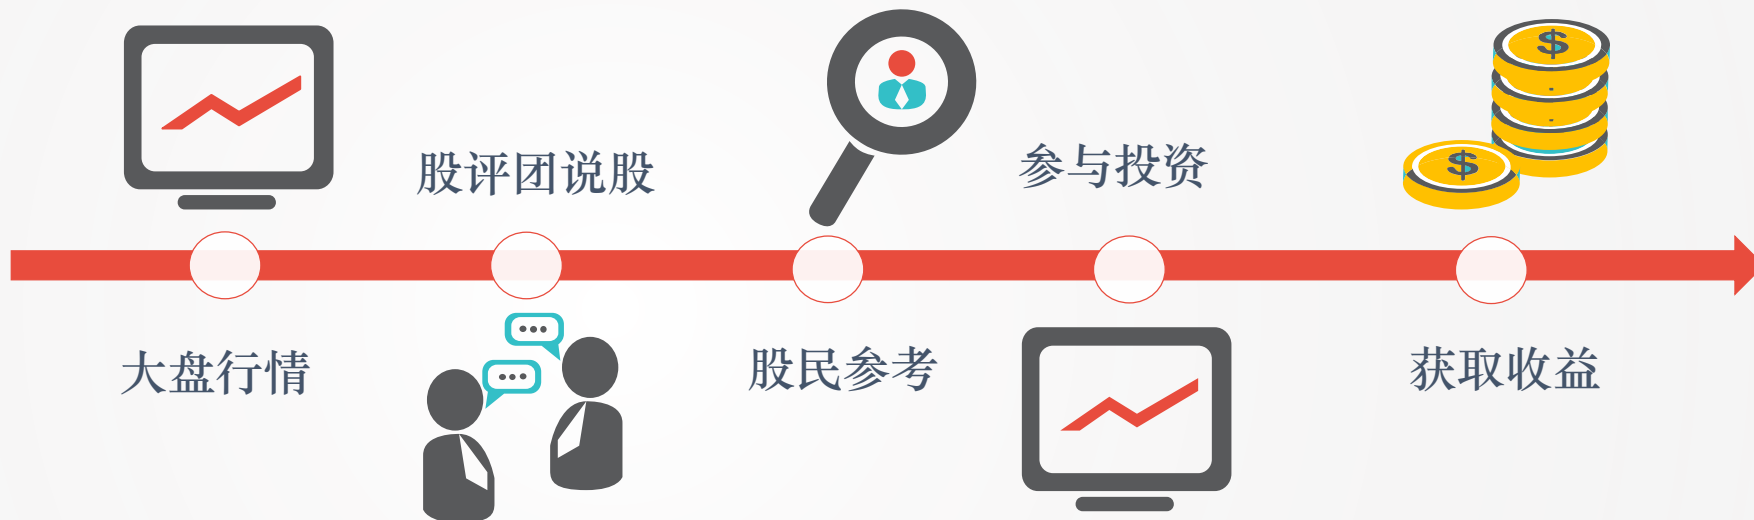 大盘行情
股评团说股
股民参考
参与投资
获取收益